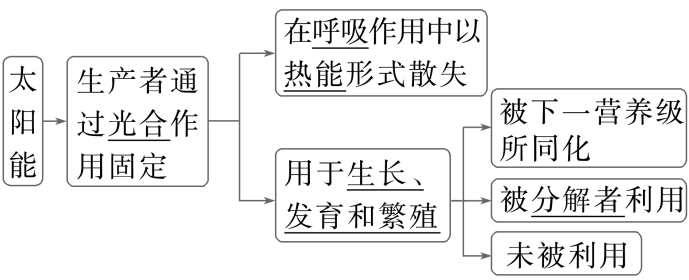 太
阳
能
生产者通
过光合作
用固定
在呼吸作用中以
热能形式散失
用于生长、
发育和繁殖
被下一营养级
所同化
被分解者利用
未被利用